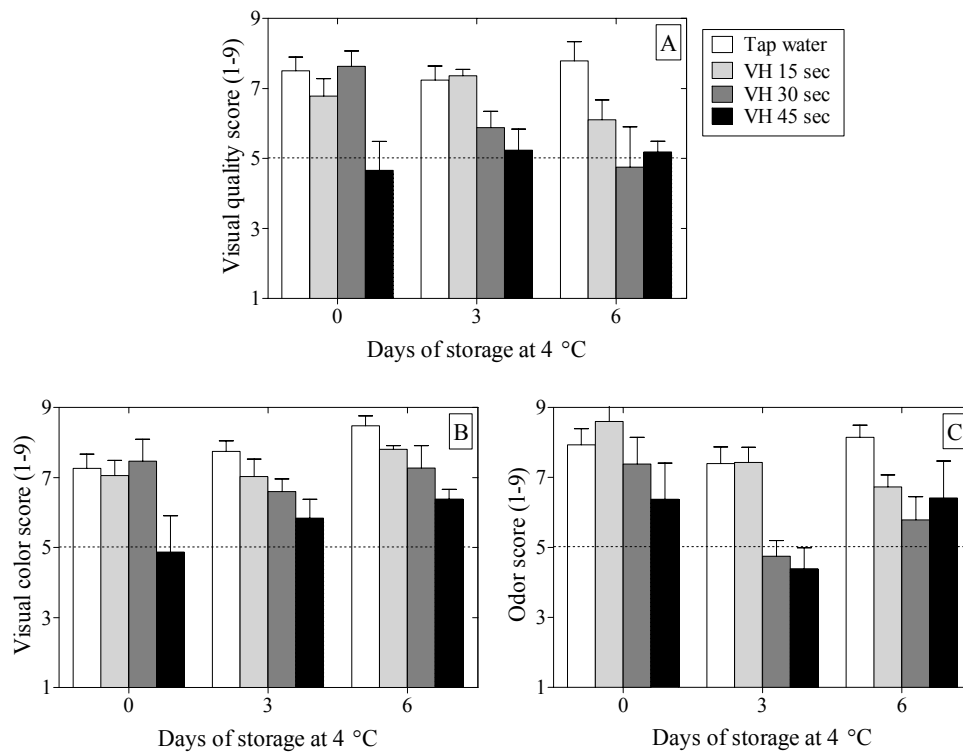 A
Tap water
VH 15 sec
VH 30 sec
VH 45 sec
Visual quality score (1-9)
9
7
5
3
1
0 3 6
Days of storage at 4 °C
B
Visual color score (1-9)
9
7
5
3
1
0 3 6
Days of storage at 4 °C
C
Odor score (1-9)
9
7
5
3
1
0 3 6
Days of storage at 4 °C